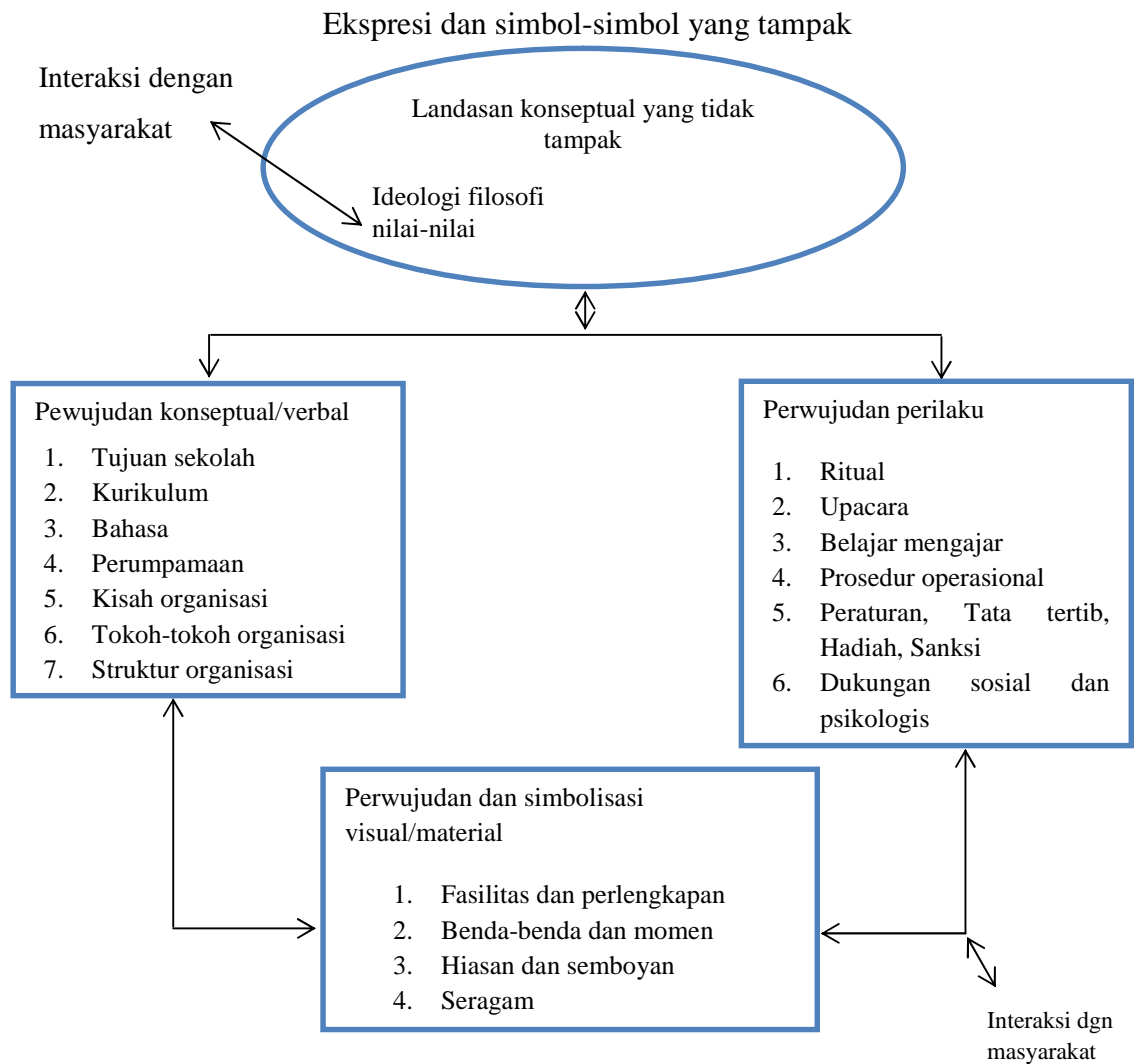 Ekspresi dan simbol-simbol yang tampak
Interaksi dengan
masyarakat
Landasan konseptual yang tidak
tampak
Ideologi filosofi
nilai-nilai
Pewujudan konseptual/verbal
1. Tujuan sekolah
2. Kurikulum
3. Bahasa
4. Perumpamaan
5. Kisah organisasi
6. Tokoh-tokoh organisasi
7. Struktur organisasi
Perwujudan perilaku
1. Ritual
2. Upacara
3. Belajar mengajar
4. Prosedur operasional
5. Peraturan, Tata tertib,
Hadiah, Sanksi
6. Dukungan sosial dan
psikologis
Perwujudan dan simbolisasi
visual/material
1. Fasilitas dan perlengkapan
2. Benda-benda dan momen
3. Hiasan dan semboyan
4. Seragam
Interaksi dgn
masyarakat